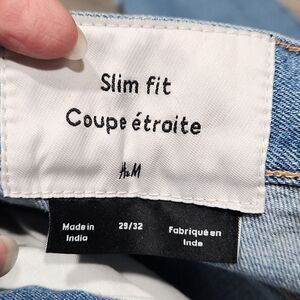 Slim fit
Coupe étroite
A&M
Made in 29/32 Fabriqué en
India Inde